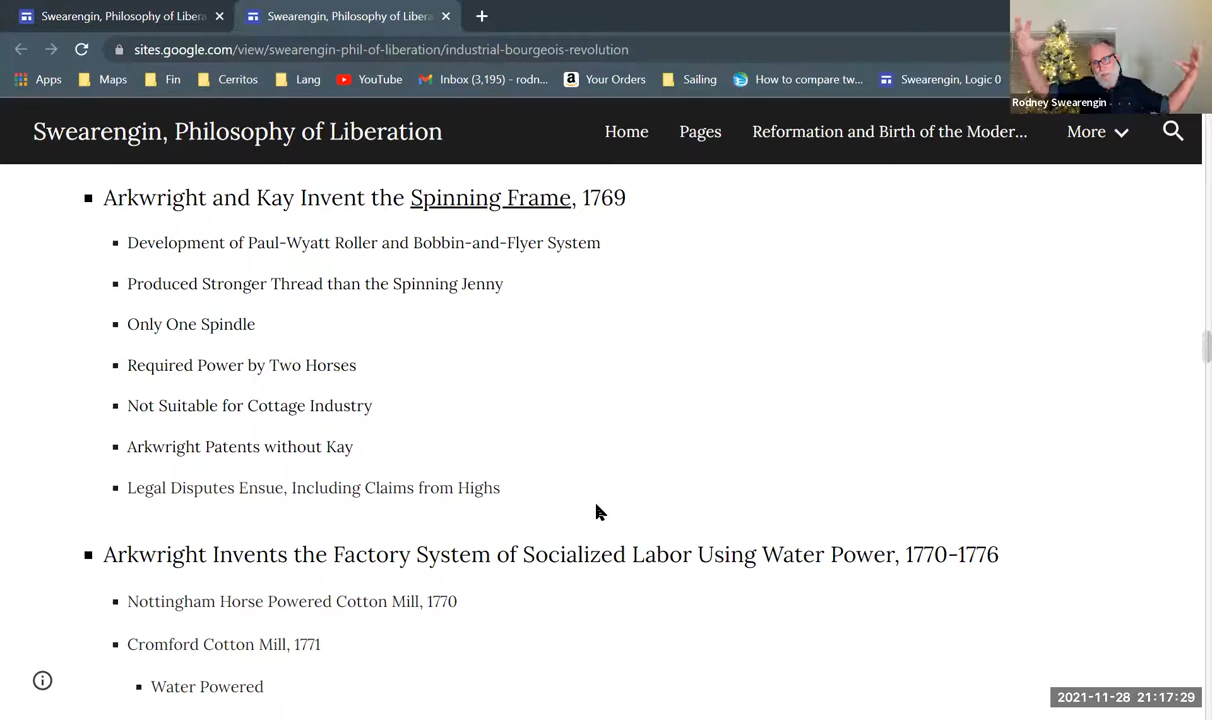 Swearengin, Philosophy of Libera
Swearengin, Philosophy of Libera
sites.google.com/view/swearengin-phil-of-liberation/industrial-bourgeois-revolution
Apps Maps Fin Cerritos Lang YouTube Inbox (3,195) - rodn... Your Orders Sailing How to compare tw... Swearengin, Logic 0
Rodney Swearengin
Swearengin, Philosophy of Liberation
Home Pages Reformation and Birth of the Moder... More
Arkwright and Kay Invent the Spinning Frame, 1769
Development of Paul-Wyatt Roller and Bobbin-and-Flyer System
Produced Stronger Thread than the Spinning Jenny
Only One Spindle
Required Power by Two Horses
Not Suitable for Cottage Industry
Arkwright Patents without Kay
Legal Disputes Ensue, Including Claims from Highs
Arkwright Invents the Factory System of Socialized Labor Using Water Power, 1770-1776
Nottingham Horse Powered Cotton Mill, 1770
Cromford Cotton Mill, 1771
Water Powered
2021-11-28 21:17:29